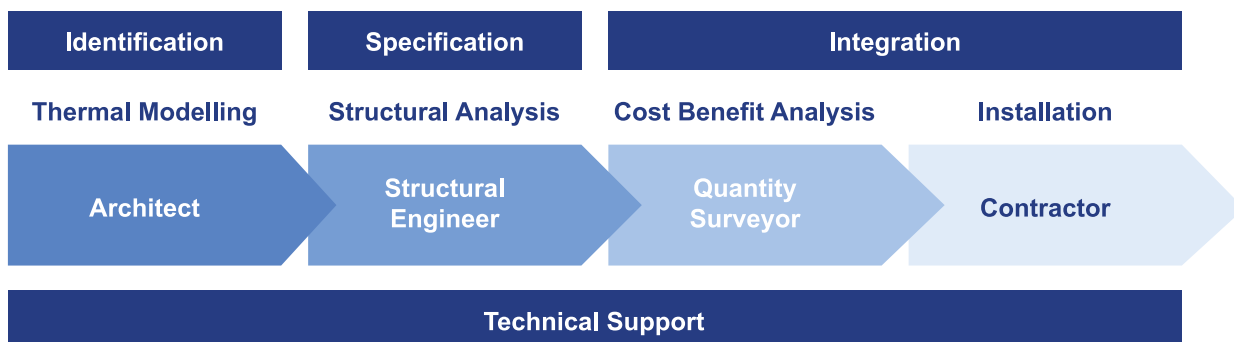 Identification
Specification
Integration
Thermal Modelling
Structural Analysis
Cost Benefit Analysis
Installation
Architect
Structural
Engineer
Quantity
Surveyor
Contractor
Technical Support